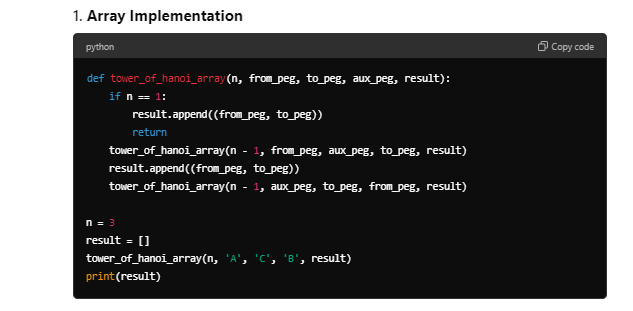 1. Array Implementation
python
Copy code
def tower_of_hanoi_array(n, from_peg, to_peg, aux_peg, result):
    if n == 1:
        result.append((from_peg, to_peg))
        return
    tower_of_hanoi_array(n - 1, from_peg, aux_peg, to_peg, result)
    result.append((from_peg, to_peg))
    tower_of_hanoi_array(n - 1, aux_peg, to_peg, from_peg, result)
n = 3
result = []
tower_of_hanoi_array(n, 'A', 'C', 'B', result)
print(result)